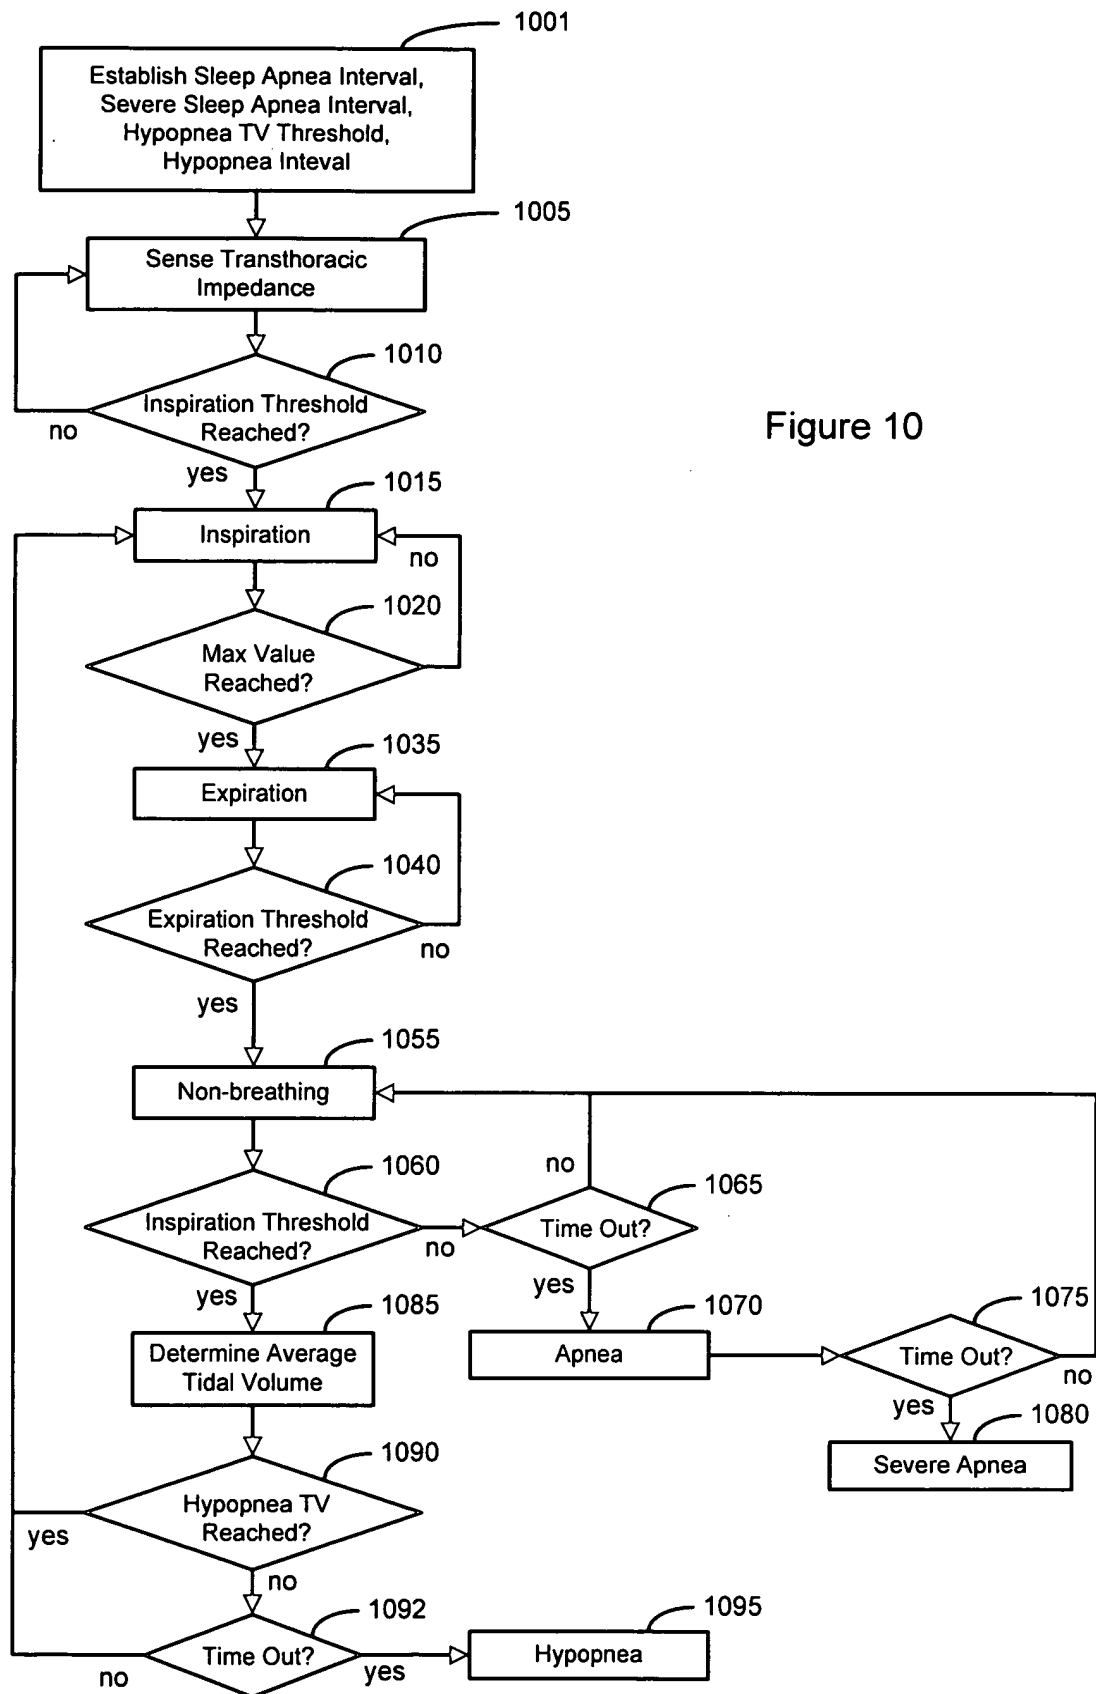 1001
Establish Sleep Apnea Interval,
Severe Sleep Apnea Interval,
Hypopnea TV Threshold,
Hypopnea Inteval
1005
Sense Transthoracic
Impedance
1010
Inspiration Threshold
Reached?
no
yes
Figure 10
1015
Inspiration
no
1020
Max Value
Reached?
yes
1035
Expiration
1040
Expiration Threshold
Reached?
no
yes
1055
Non-breathing
1060
Inspiration Threshold
Reached?
no
yes
no
1065
Time Out?
yes
1070
Apnea
1075
Time Out?
no
yes
1080
Severe Apnea
1085
Determine Average
Tidal Volume
1090
Hypopnea TV
Reached?
yes
no
1092
Time Out?
no
yes
1095
Hypopnea